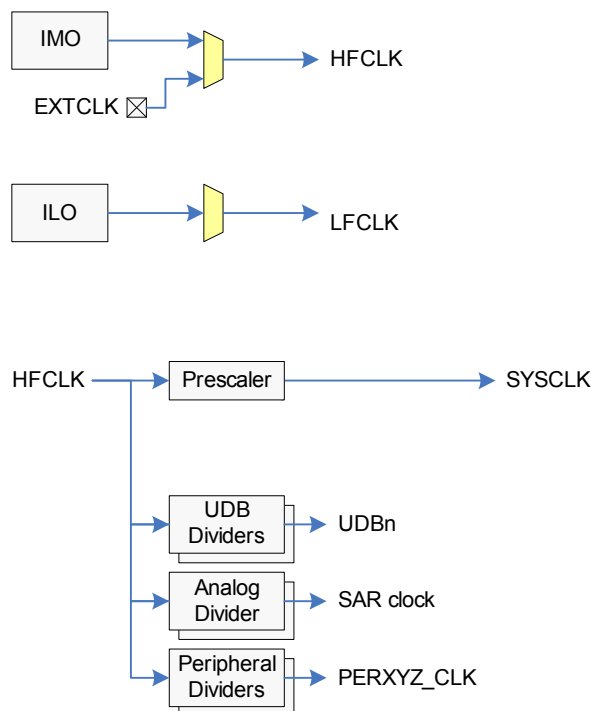 IMO
HFCLK
EXTCLK
ILO
LFCLK
HFCLK
Prescaler
SYSCLK
UDB
Dividers
UDBn
Analog
Divider
SAR clock
Peripheral
Dividers
PERXYZ_CLK